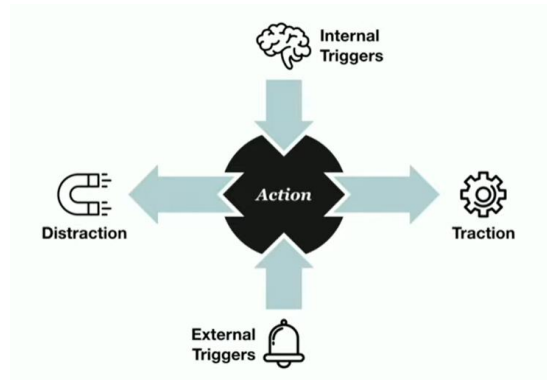 Internal
Triggers
Action
Distraction
Traction
External
Triggers